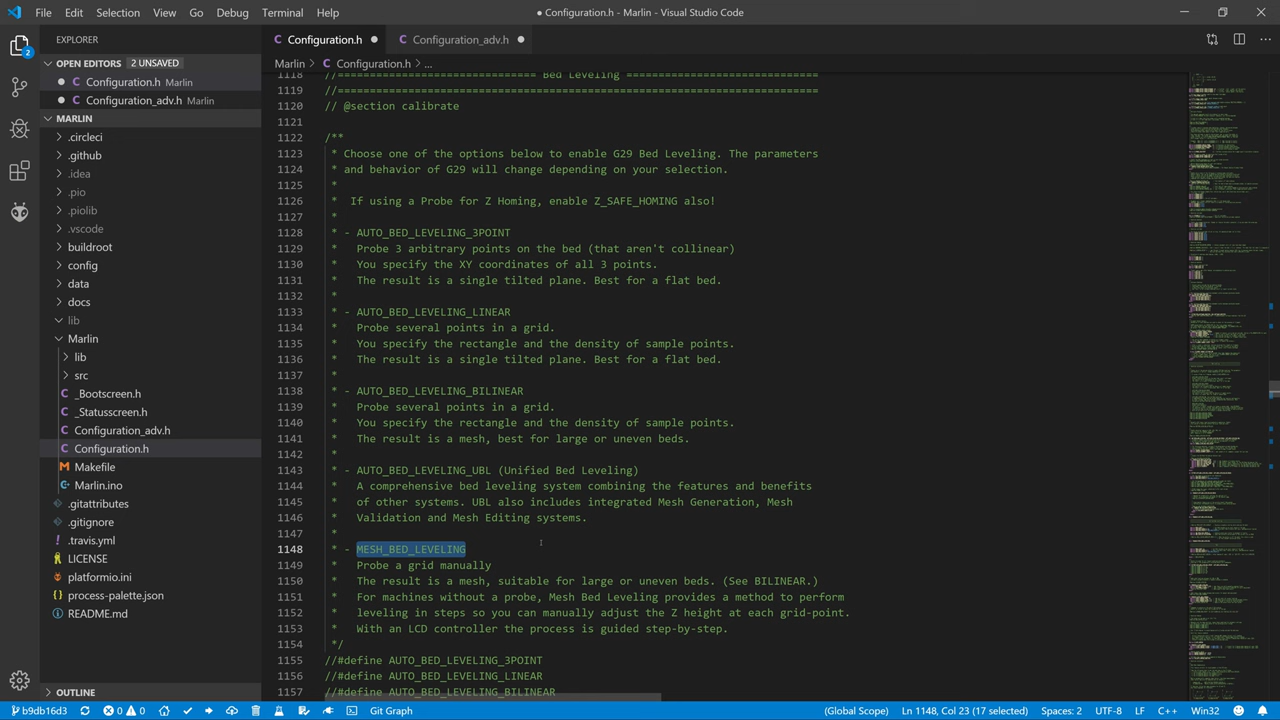 File Edit Selection View Go Debug Terminal Help
● Configuration.h - Marlin - Visual Studio Code
EXPLORER
OPEN EDITORS 2 UNSAVED
Configuration.h Marlin
Configuration_adv.h Marlin
MARLIN
.circleci
.github
.pio
buildroot
config
data
docs
lib
Marlin
lib
src
_Bootscreen.h
_Statusscreen.h
Configuration_adv.h
Configuration.h
Makefile
Marlin.ino
.gitattributes
.gitignore
.travis.yml
LICENSE
platformio.ini
process-palette.json
README.md
OUTLINE
Configuration.h Configuration_adv.h
Marlin > Configuration.h > ...
1118 //============================== Bed Leveling ==============================
1119 //===========================================================================
1120 // @section calibrate
1121
1122 /**
1123 * one of the options to enable G29 Bed Leveling. The parameters
1124 * of G29 will depending on your selection.
1125 *
1126 * using a Probe for Z enable Z_SAFE_HOMING also!
1127 *
1128 * - AUTO_BED_LEVELING_3POINT
1129 * Probe 3 arbitrary points on the bed (that aren't collinear)
1130 * You specify the XY coordinates of all 3 points.
1131 * The result is a single tilted plane. Best for a flat bed.
1132 *
1133 * - AUTO_BED_LEVELING_LINEAR
1134 * Probe several points in a grid.
1135 * You specify the rectangle and the density of sample points.
1136 * The result is a single tilted plane. Best for a flat bed.
1137 *
1138 * - AUTO_BED_LEVELING_BILINEAR
1139 * Probe several points in a grid.
1140 * You specify the rectangle and the density of sample points.
1141 * The result is a mesh, best for large or uneven beds.
1142 *
1143 * - AUTO_BED_LEVELING_UBL (Unified Bed Leveling)
1144 * A comprehensive bed leveling system combining the features and benefits
1145 * of other systems. UBL also includes integrated Mesh Generation, Mesh
1146 * Validation and Mesh Editing systems.
1147 *
1148 * - MESH_BED_LEVELING
1149 * Probe a grid manually
1150 * The result is a mesh, suitable for large or uneven beds. (See BILINEAR.)
1151 * For machines without a probe, Mesh Bed Leveling provides a method to perform
1152 * leveling in steps so you can manually adjust the Z height at each grid-point.
1153 * With an LCD controller the process is guided step-by-step.
1154 */
1155 //#define AUTO_BED_LEVELING_3POINT
1156
1157 //#define AUTO_BED_LEVELING_LINEAR
b9db16d3 0 0 Git Graph (Global Scope) Ln 1148, Col 23 (17 selected) Spaces: 2 UTF-8 LF C++ Win32